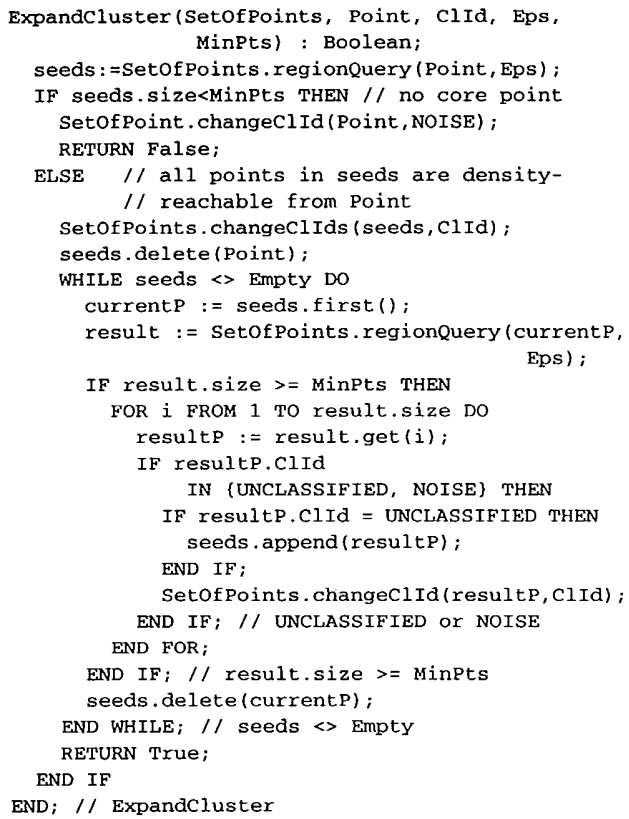 ExpandCluster(SetOfPoints, Point, ClId, Eps,
MinPts) : Boolean;
seeds:=SetOfPoints.regionQuery(Point,Eps);
IF seeds.size<MinPts THEN // no core point
SetOfPoint.changeClId(Point,NOISE);
RETURN False;
ELSE // all points in seeds are density-
// reachable from Point
SetOfPoints.changeClIds(seeds,ClId);
seeds.delete(Point);
WHILE seeds <> Empty DO
currentP := seeds.first();
result := SetOfPoints.regionQuery(currentP,
Eps);
IF result.size >= MinPts THEN
FOR i FROM 1 TO result.size DO
resultP := result.get(i);
IF resultP.ClId
IN {UNCLASSIFIED, NOISE} THEN
IF resultP.ClId = UNCLASSIFIED THEN
seeds.append(resultP);
END IF;
SetOfPoints.changeClId(resultP,ClId);
END IF; // UNCLASSIFIED or NOISE
END FOR;
END IF; // result.size >= MinPts
seeds.delete(currentP);
END WHILE; // seeds <> Empty
RETURN True;
END IF
END; // ExpandCluster